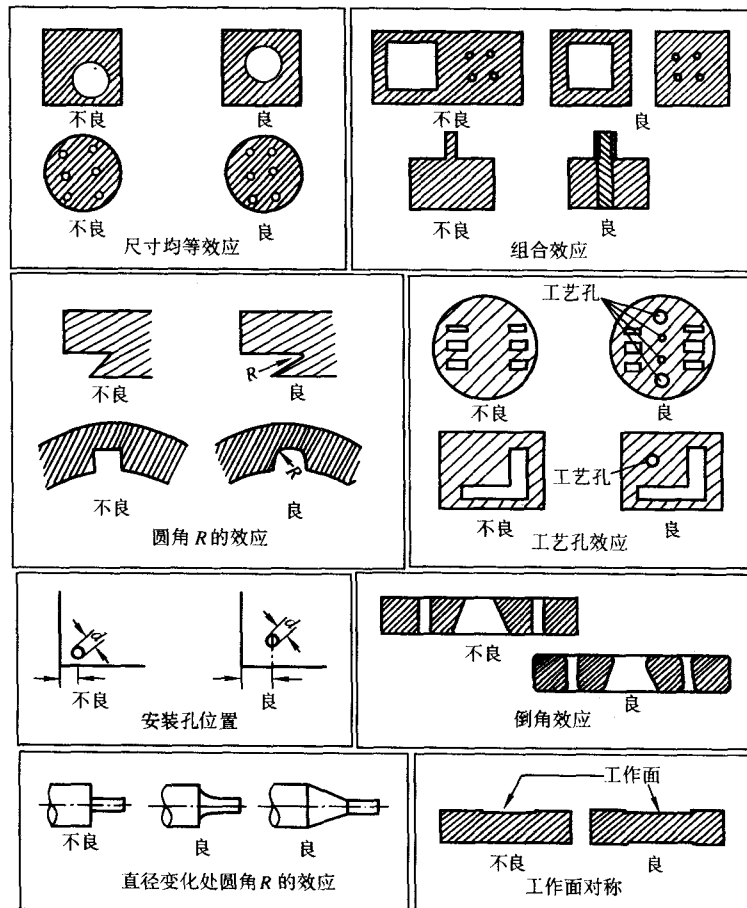 不良
良
不良
良
尺寸均等效应
不良
良
不良
良
组合效应
不良
R
良
不良
R
良
圆角 R 的效应
工艺孔
不良
良
工艺孔
不良
良
工艺孔效应
d
d
不良
良
安装孔位置
不良
良
倒角效应
不良
良
良
直径变化处圆角 R 的效应
工作面
不良
良
工作面对称